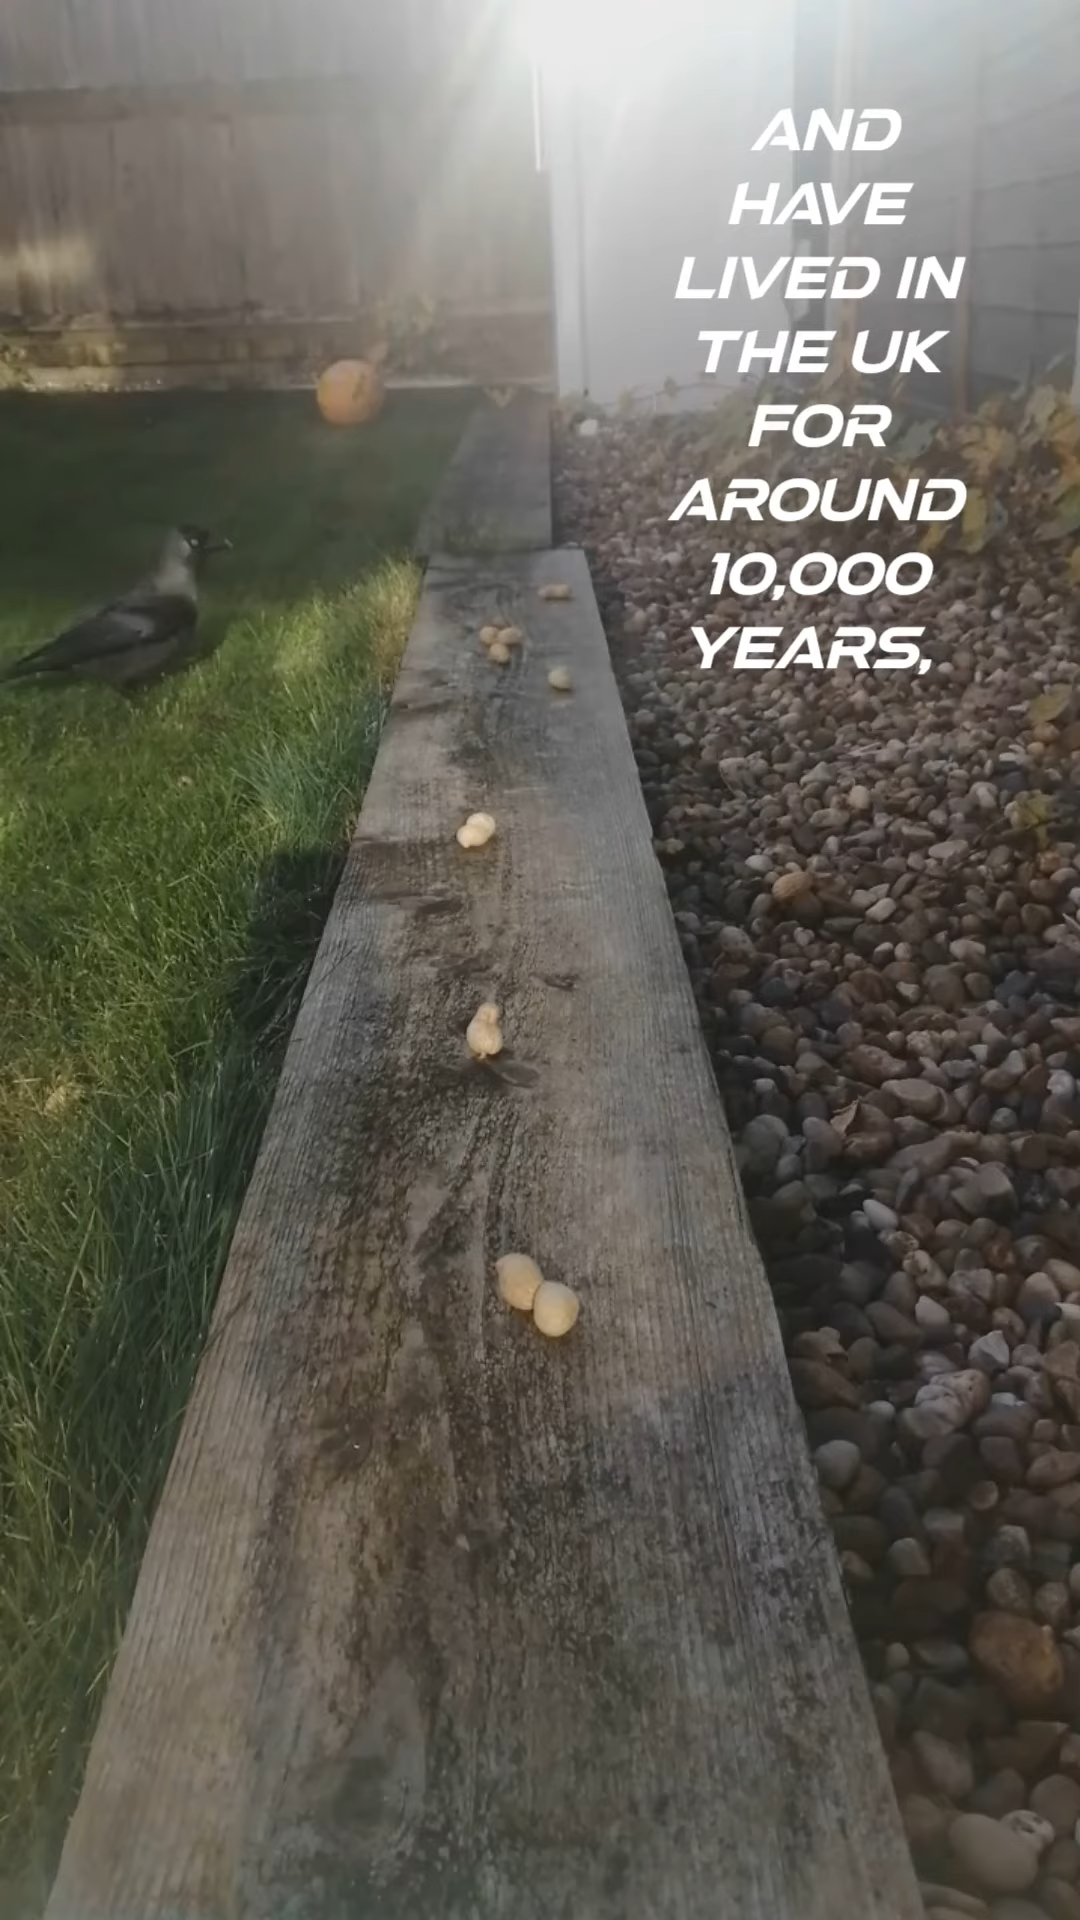 AND
HAVE
LIVED IN
THE UK
FOR
AROUND
10,000
YEARS,